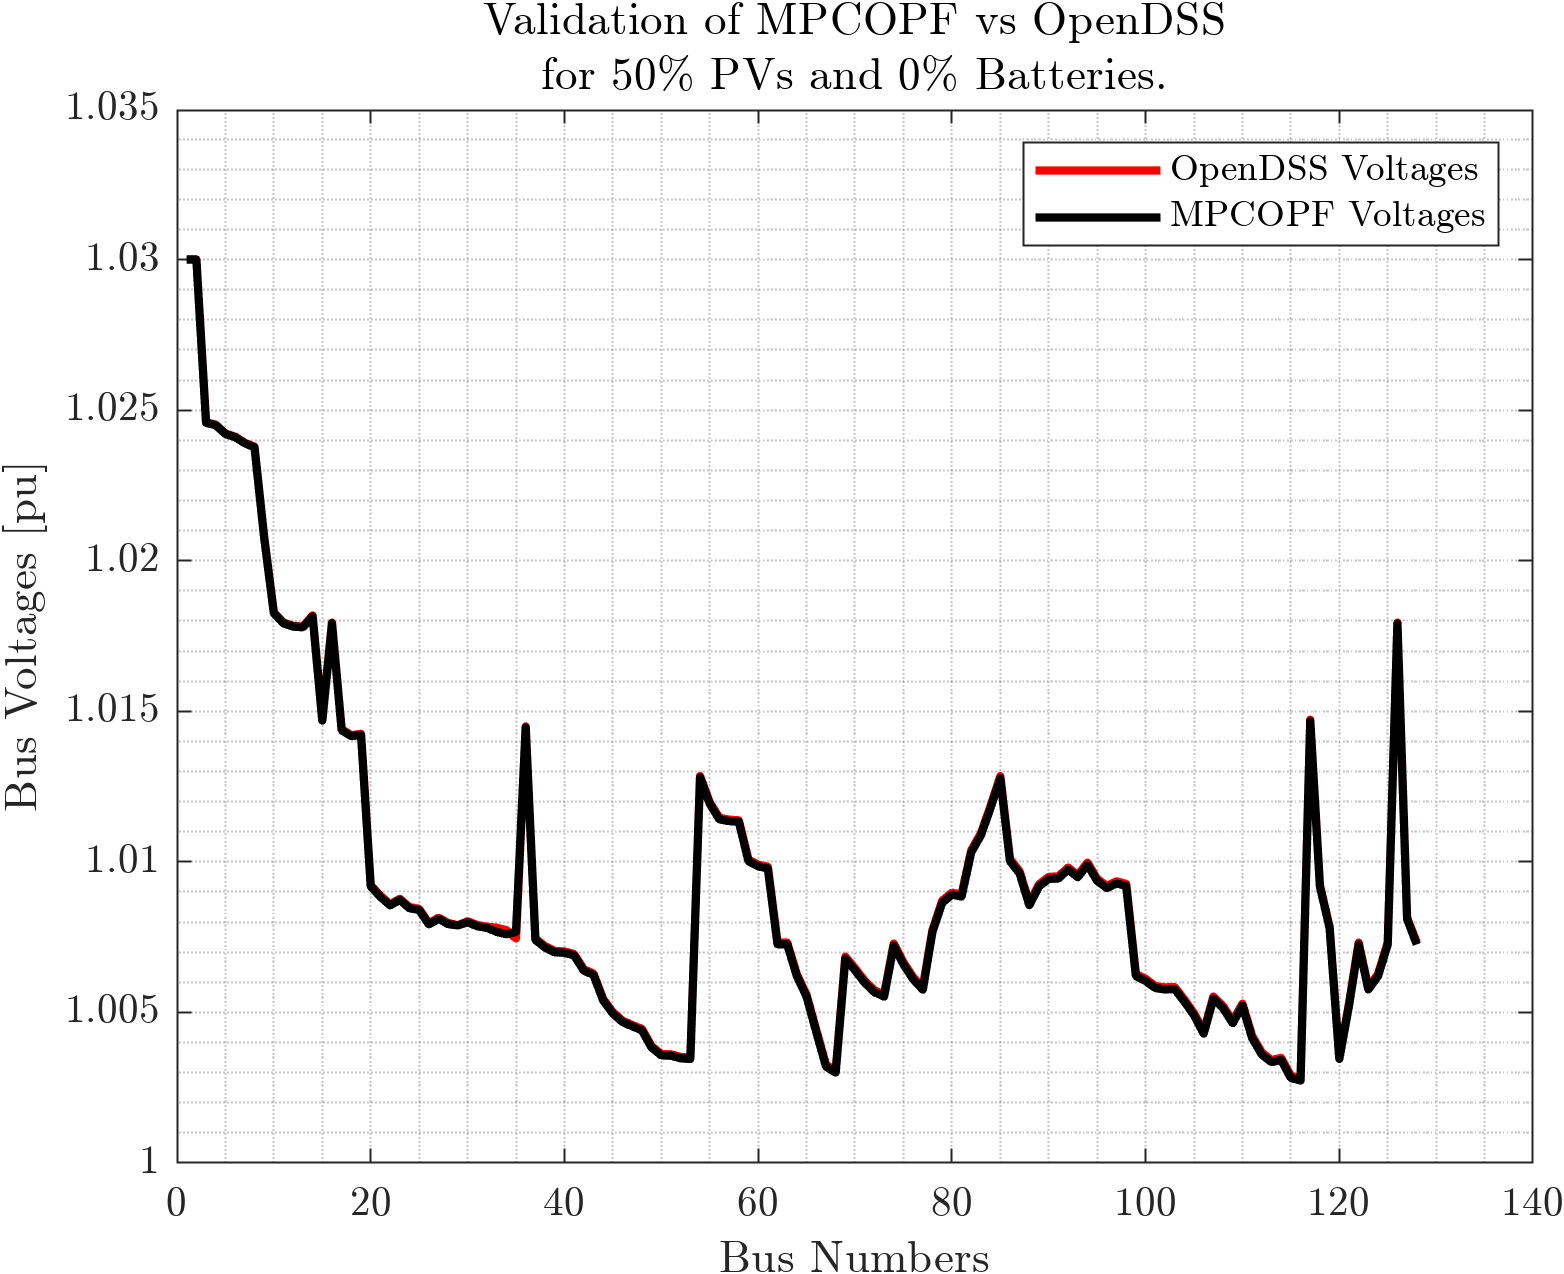 Validation of MPCOPF vs OpenDSS
for 50% PVs and 0% Batteries.
1.035
1.03
1.025
1.02
1.015
1.01
1.005
1
Bus Voltages [pu]
OpenDSS Voltages
MPCOPF Voltages
0 20 40 60 80 100 120 140
Bus Numbers